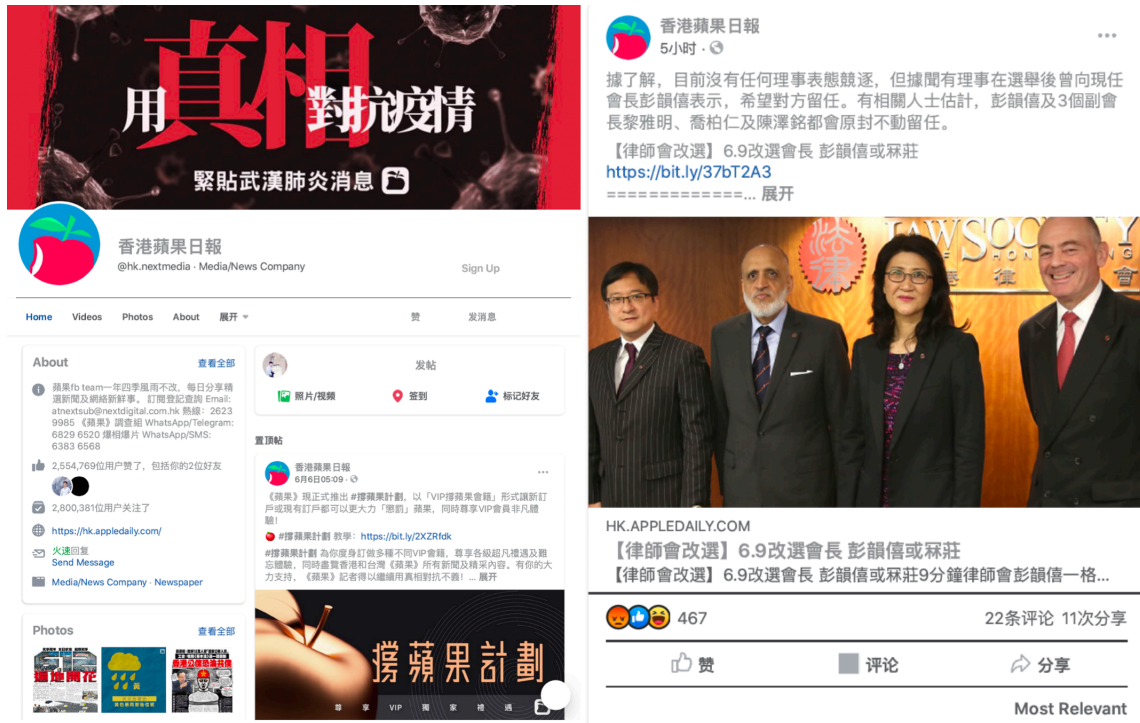 用真相對抗疫情
緊貼武漢肺炎消息
香港蘋果日報
@hk.nextmedia · Media/News Company
Sign Up
Home
Videos
Photos
About
展开
赞
发消息
About
查看全部
蘋果fb team一年四季風雨不改，每日分享精
選新聞及網絡新鮮事。 訂閱登記查詢 Email:
atnextsub@nextdigital.com.hk 熱線：2623
9985 《蘋果》調查組 WhatsApp/Telegram:
6829 6520 爆相爆片 WhatsApp/SMS:
6383 6568
2,554,769位用户赞了，包括你的2位好友
2,800,381位用户关注了
https://hk.appledaily.com/
火速回复
Send Message
Media/News Company · Newspaper
Photos
查看全部
遍地開花
香港公僕恐淪共僕
发帖
照片/视频
签到
标记好友
置顶帖
香港蘋果日報
6月6日05:09 ·
《蘋果》現正式推出 #撐蘋果計劃，以「VIP撐蘋果會籍」形式讓新訂
戶或現有訂戶都可以更大力「懲罰」蘋果，同時尊享VIP會員非凡體
驗！
#撐蘋果計劃 教學：https://bit.ly/2XZRfdk
#撐蘋果計劃 為你度身訂做多種不同VIP會籍，尊享各級超凡禮遇及難
忘體驗，同時盡覽香港和台灣《蘋果》所有新聞及精采內容。有你的大
力支持，《蘋果》記者得以繼續用真相對抗不義！... 展开
撐蘋果計劃
尊 享 VIP 獨 家 禮 遇
香港蘋果日報
5小时 ·
據了解，目前沒有任何理事表態競逐，但據聞有理事在選舉後曾向現任
會長彭韻僖表示，希望對方留任。有相關人士估計，彭韻僖及3個副會
長黎雅明、喬柏仁及陳澤銘都會原封不動留任。
【律師會改選】6.9改選會長 彭韻僖或冧莊
https://bit.ly/37bT2A3
=============... 展开
法律
LAW SOCIETY
HONG
律 會
HK.APPLEDAILY.COM
【律師會改選】6.9改選會長 彭韻僖或冧莊
【律師會改選】6.9改選會長 彭韻僖或冧莊9分鐘律師會彭韻僖一格...
467
22条评论 11次分享
赞
评论
分享
Most Relevant